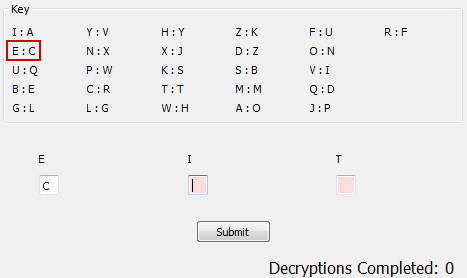 Key
I : A Y : V H : Y Z : K F : U R : F
E : C N : X X : J D : Z O : N
U : Q P : W K : S S : B V : I
B : E C : R T : T M : M Q : D
G : L L : G W : H A : O J : P
E I T
C
Submit
Decryptions Completed: 0